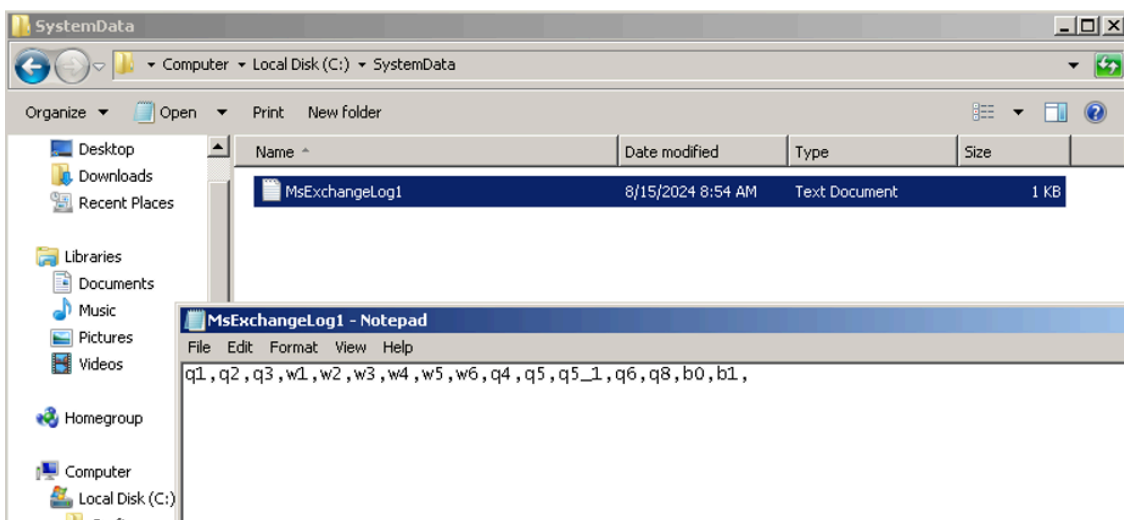 SystemData
Computer Local Disk (C:) SystemData
Organize Open Print New folder
Name Date modified Type Size
MsExchangeLog1 8/15/2024 8:54 AM Text Document 1 KB
Desktop
Downloads
Recent Places
Libraries
Documents
Music
Pictures
Videos
Homegroup
Computer
Local Disk (C:)
MsExchangeLog1 - Notepad
File Edit Format View Help
q1,q2,q3,w1,w2,w3,w4,w5,w6,q4,q5,q5_1,q6,q8,b0,b1,